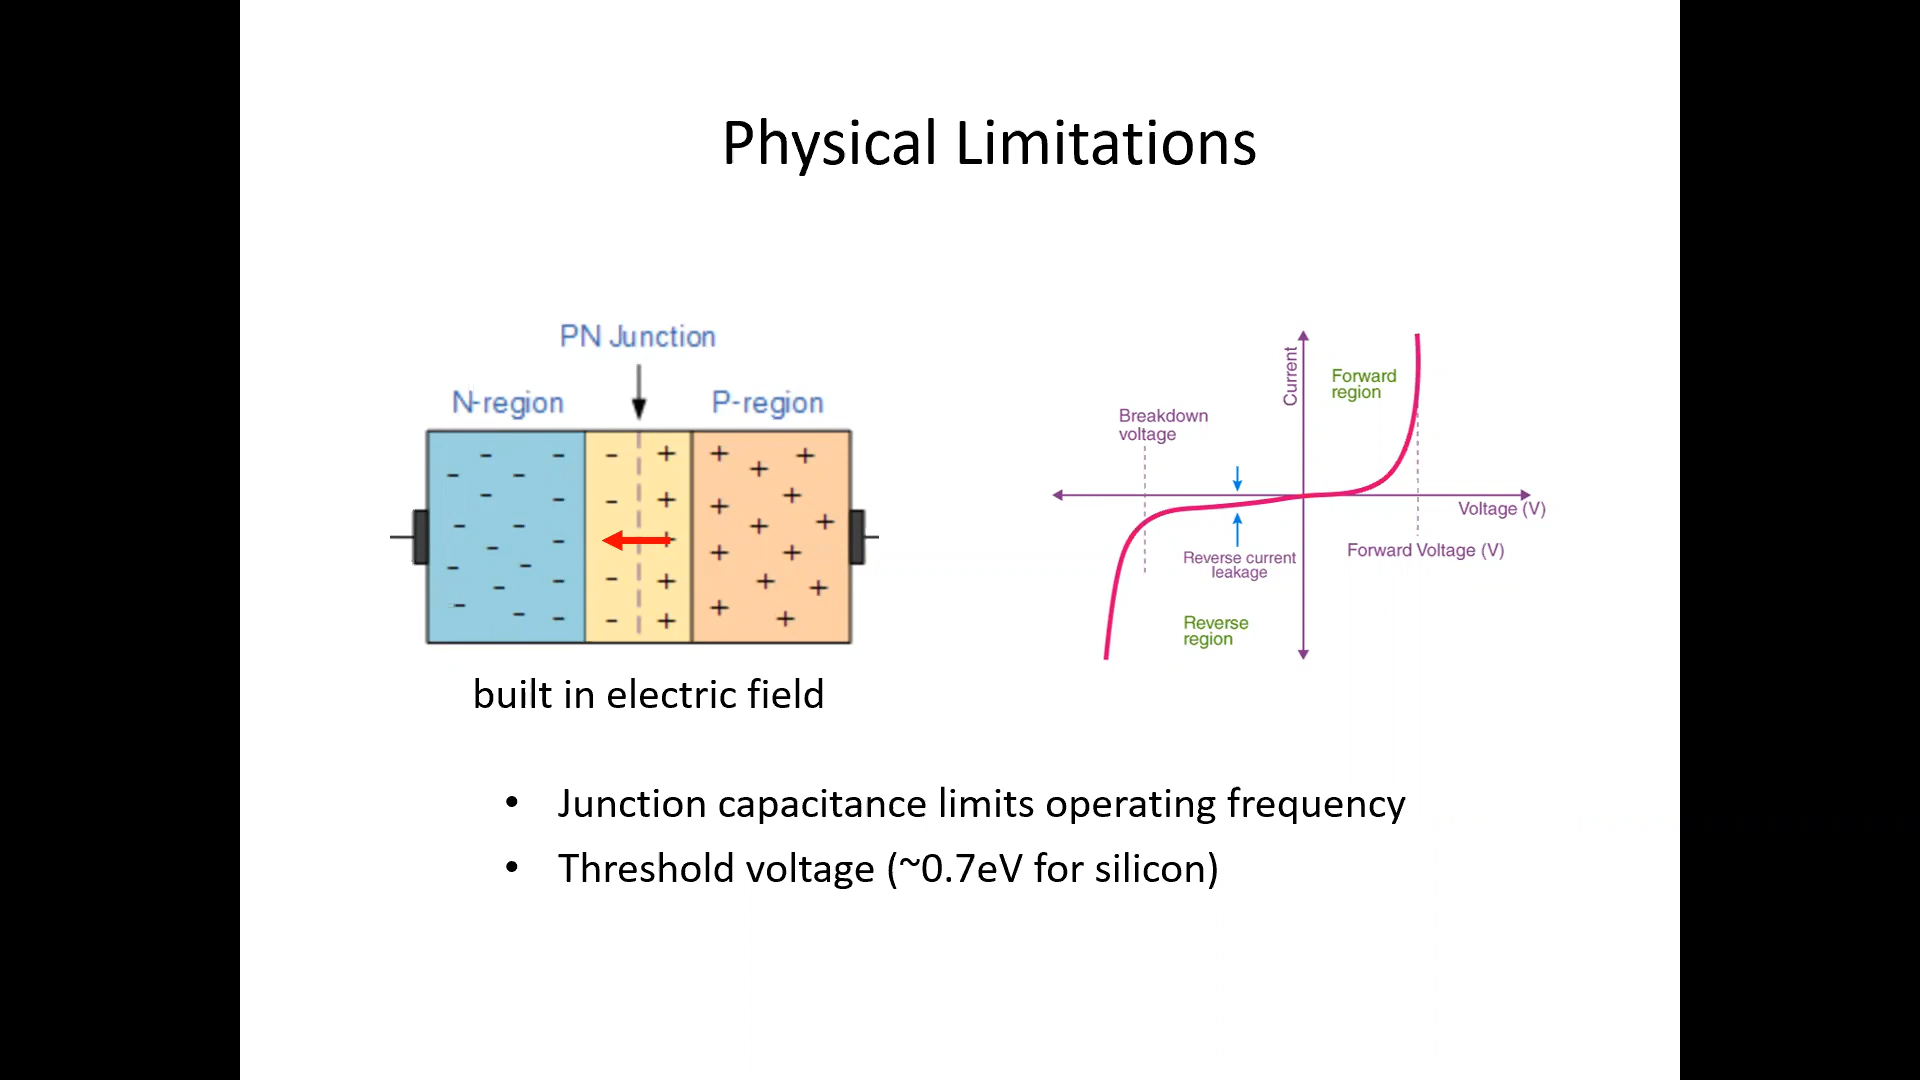 Physical Limitations
PN Junction
N-region
P-region
built in electric field
Current
Forward
region
Breakdown
voltage
Voltage (V)
Forward Voltage (V)
Reverse current
leakage
Reverse
region
• Junction capacitance limits operating frequency
• Threshold voltage (~0.7eV for silicon)